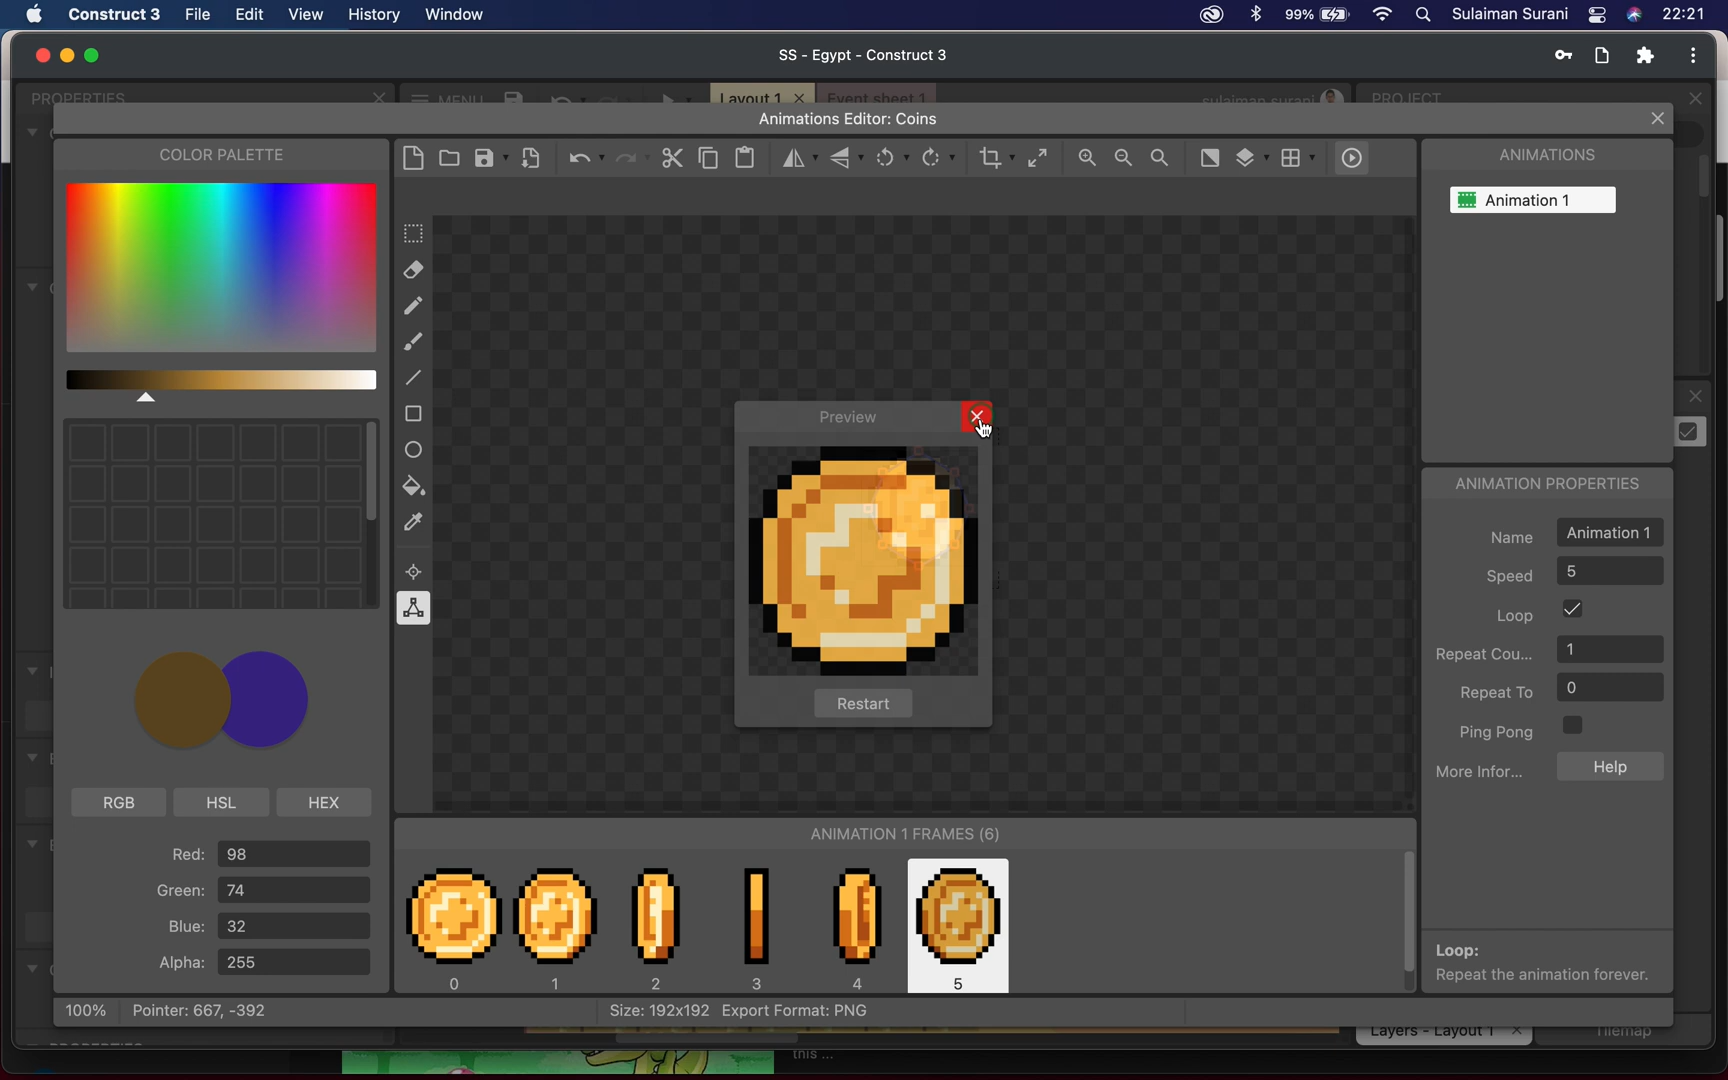 Construct 3 File Edit View History Window 99% Sulaiman Surani 22:21
SS - Egypt - Construct 3
PROPERTIES MENU Layout 1 Event sheet 1 sulaiman surani PROJECT
Animations Editor: Coins
COLOR PALETTE
ANIMATIONS
Animation 1
Preview
Restart
ANIMATION PROPERTIES
Name Animation 1
Speed 5
Loop
Repeat Cou... 1
Repeat To 0
Ping Pong
More Infor... Help
RGB HSL HEX
Red: 98
Green: 74
Blue: 32
Alpha: 255
ANIMATION 1 FRAMES (6)
0 1 2 3 4 5
Loop:
Repeat the animation forever.
100% Pointer: 667, -392 Size: 192x192 Export Format: PNG
Layers - Layout 1 Tilemap
PROPERTIES
this ...